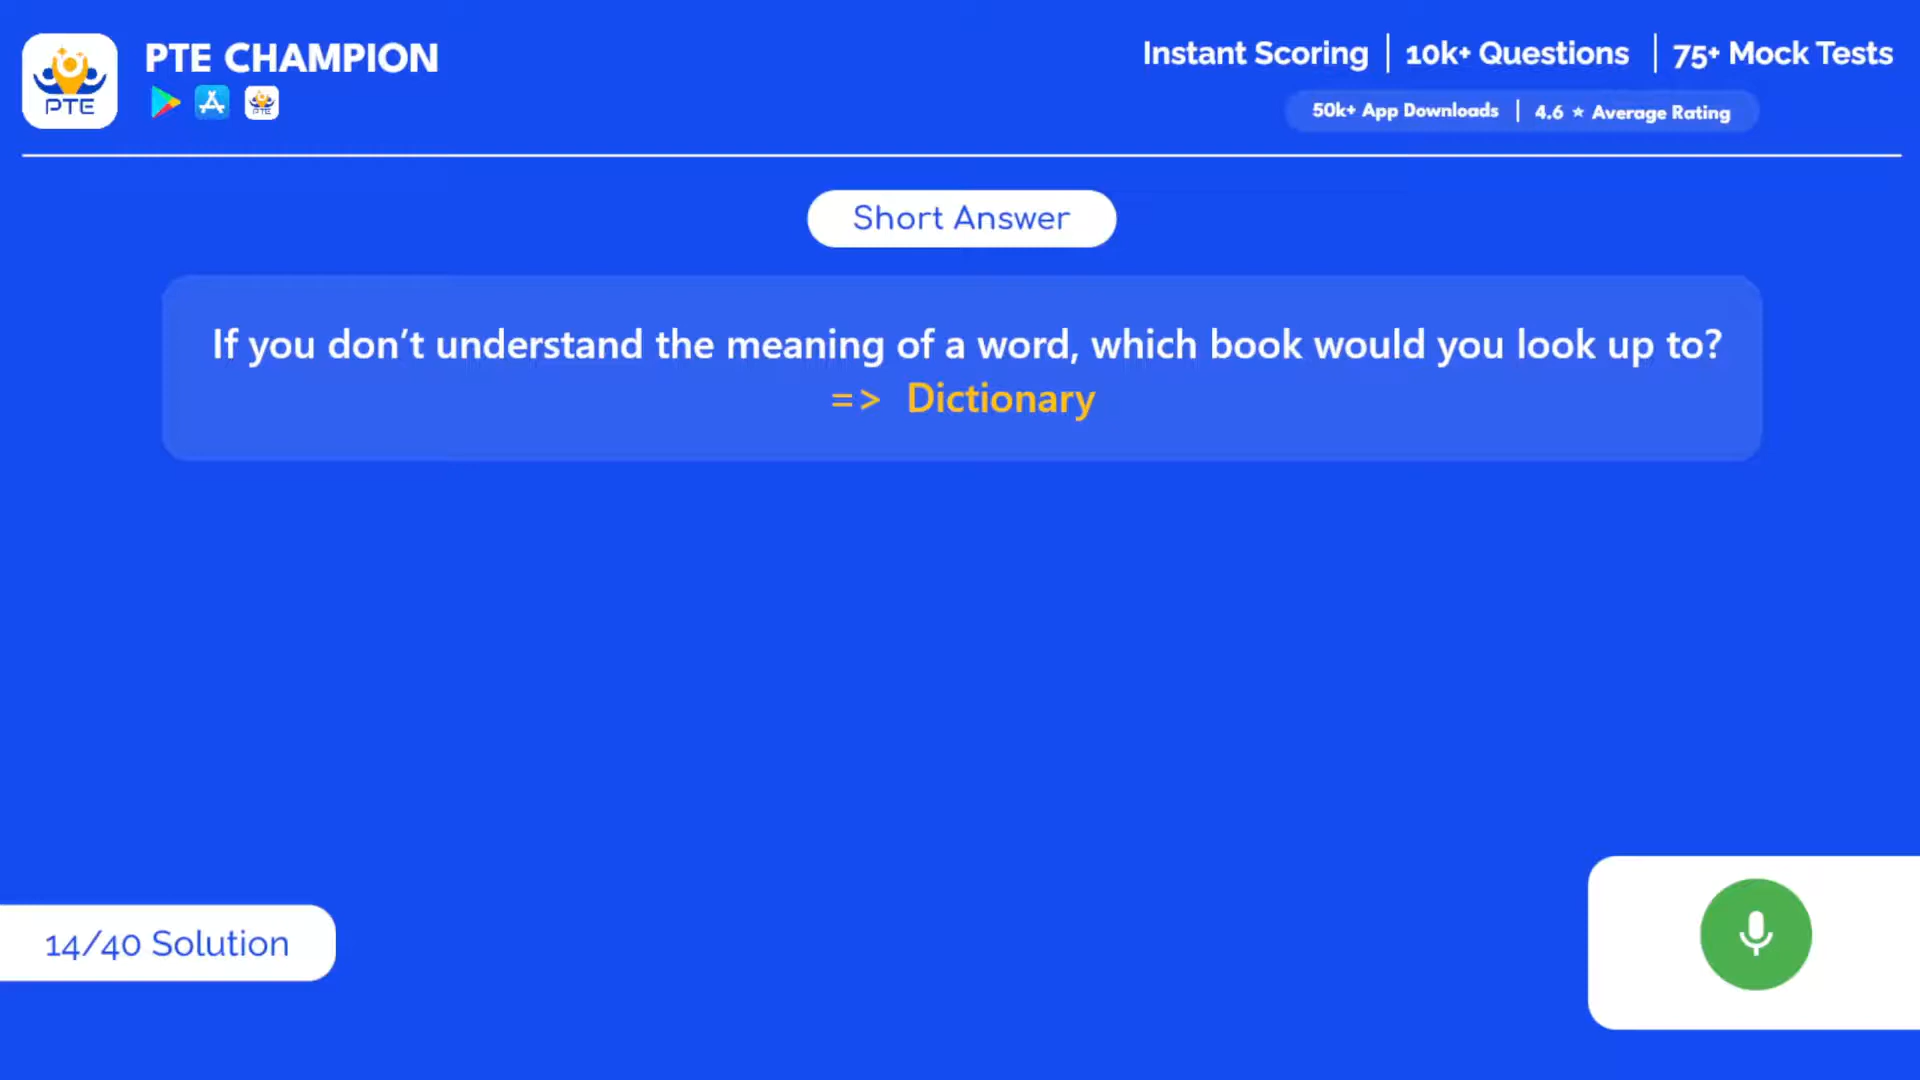 PTE CHAMPION
PTE
PTE
Instant Scoring | 10k+ Questions | 75+ Mock Tests
50k+ App Downloads | 4.6 ★ Average Rating
Short Answer
If you don’t understand the meaning of a word, which book would you look up to?
=> Dictionary
14/40 Solution